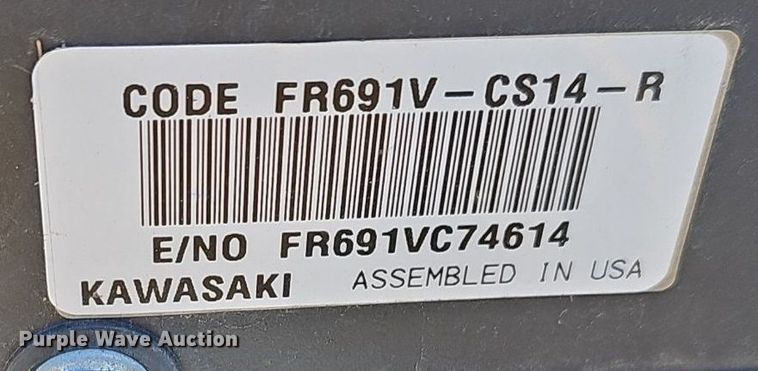 CODE FR691V-CS14-R
E/NO FR691VC74614
KAWASAKI ASSEMBLED IN USA
Purple Wave Auction